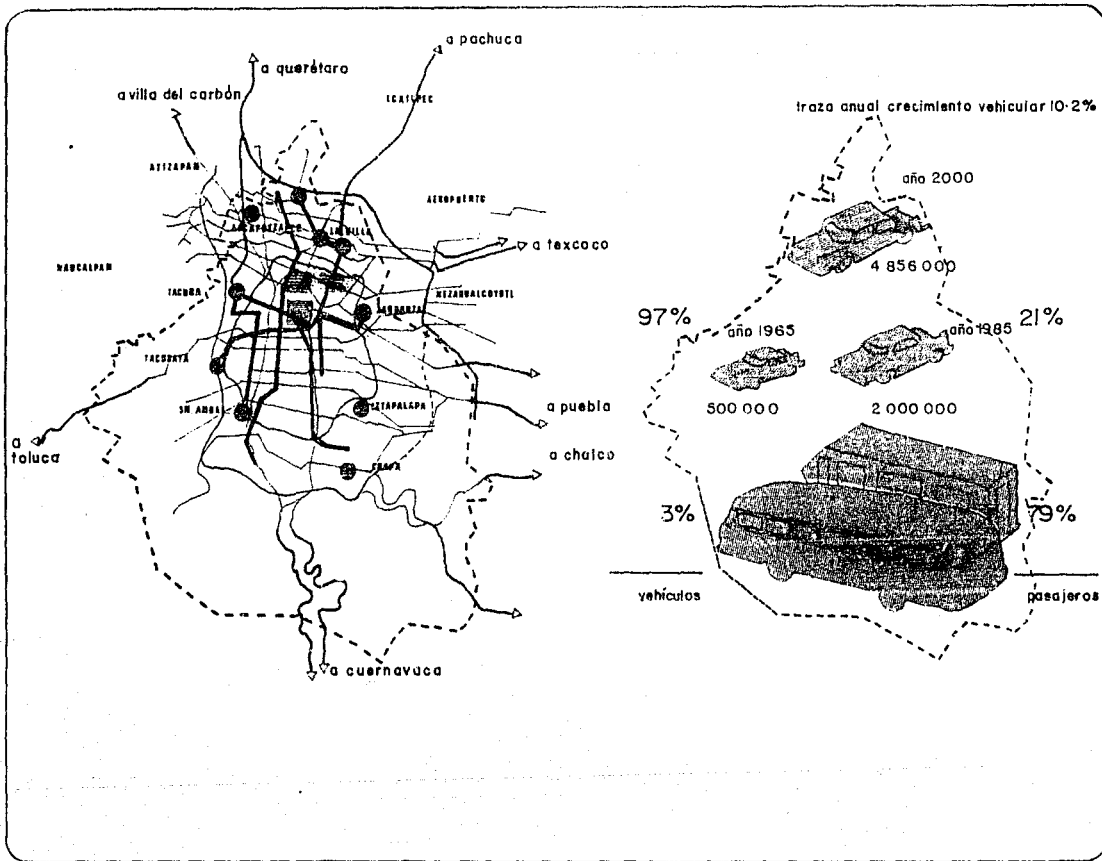 a pachuca
a querétaro
a villa del carbón
ECATEPEC
ATIZAPAN
AEROPUERTO
AZCAPOTZALCO
LA VILLA
a texcoco
NAUCALPAN
TACUBA
NEZAHUALCOYOTL
TACUBAYA
SN. ANGEL
IZTAPALAPA
a puebla
a toluca
a chalco
a cuernavaca
traza anual crecimiento vehicular 10·2%
año 2000
4 856 000
97%
21%
año 1965
año 1985
500 000
2 000 000
3%
79%
vehículos
pasajeros